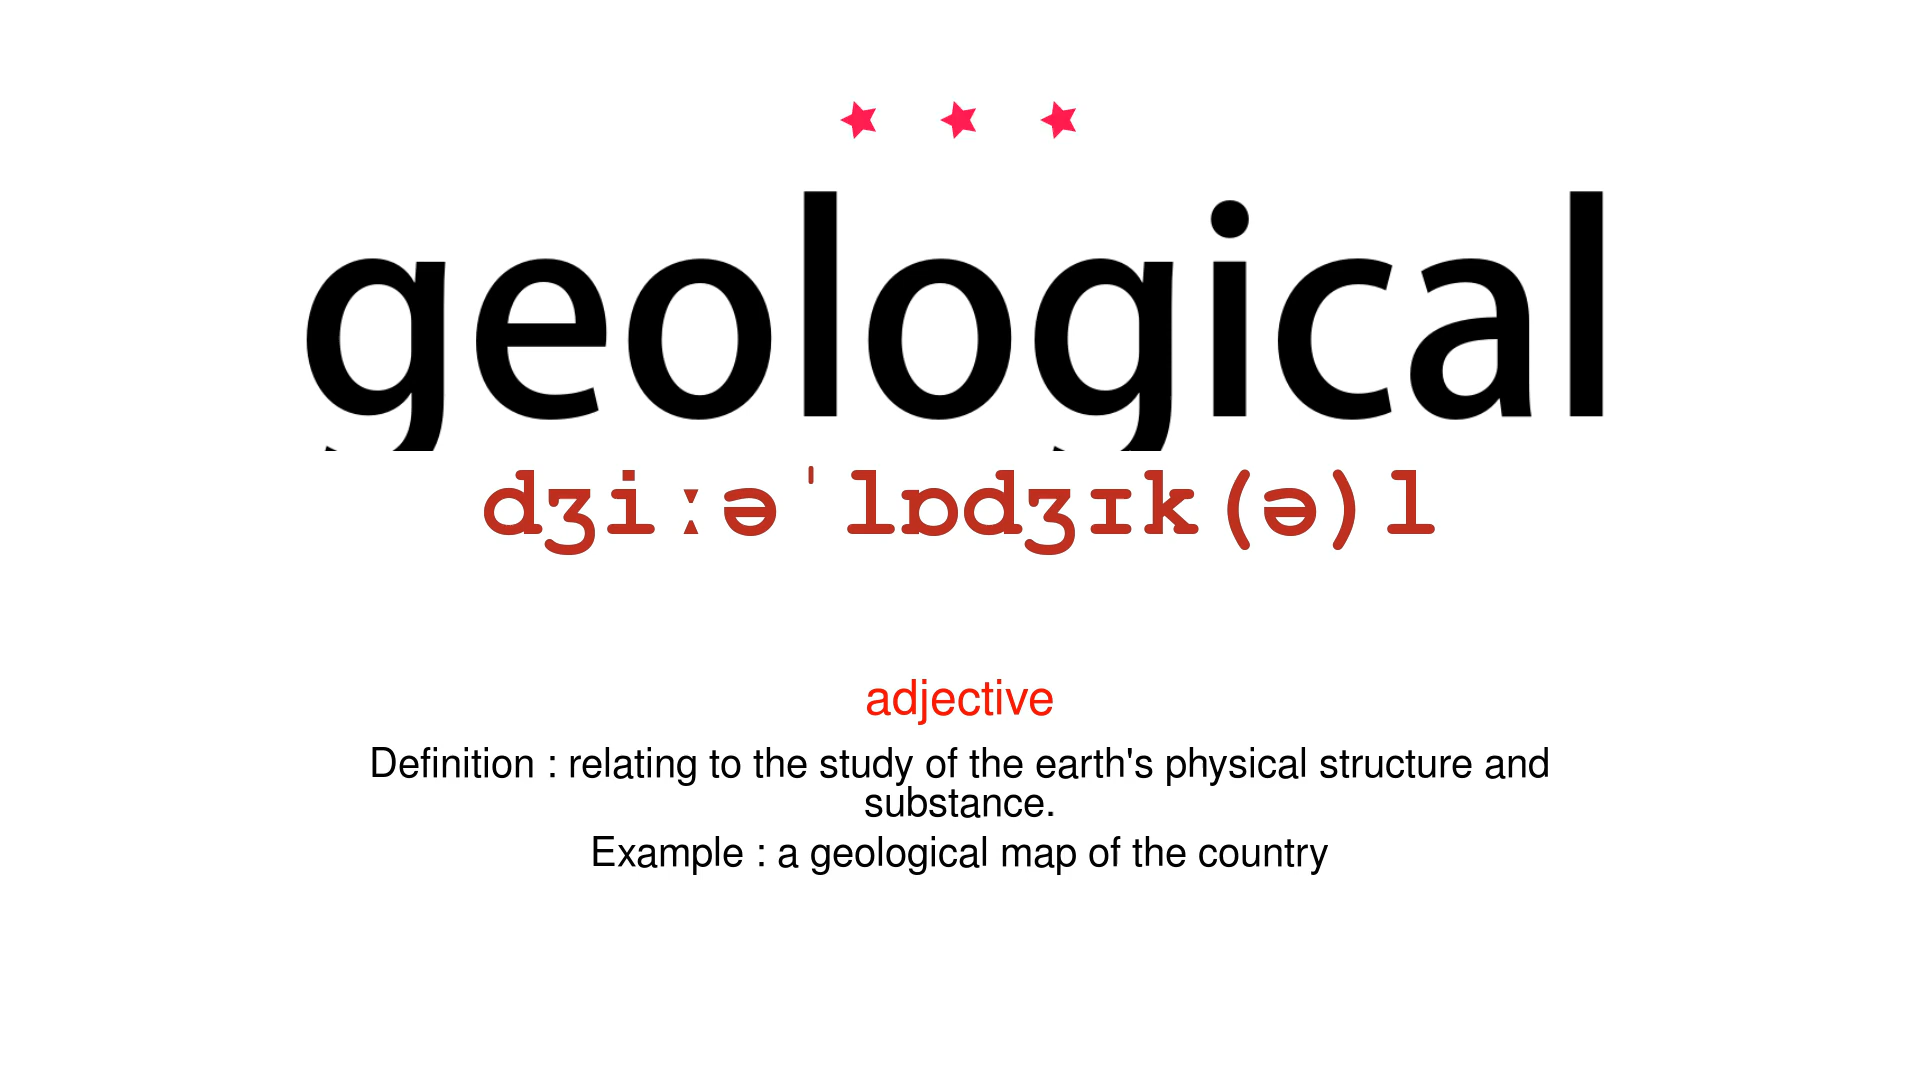 geological
dʒiːəˈlɒdʒɪk(ə)l
adjective
Definition : relating to the study of the earth's physical structure and
substance.
Example : a geological map of the country